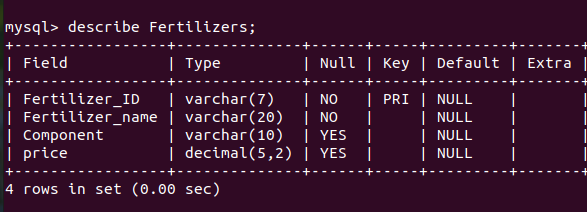 mysql> describe Fertilizers;
+-----------------+--------------+------+-----+---------+-------+
| Field           | Type         | Null | Key | Default | Extra |
+-----------------+--------------+------+-----+---------+-------+
| Fertilizer_ID   | varchar(7)   | NO   | PRI | NULL    |       |
| Fertilizer_name | varchar(20)  | NO   |     | NULL    |       |
| Component       | varchar(10)  | YES  |     | NULL    |       |
| price           | decimal(5,2) | YES  |     | NULL    |       |
+-----------------+--------------+------+-----+---------+-------+
4 rows in set (0.00 sec)